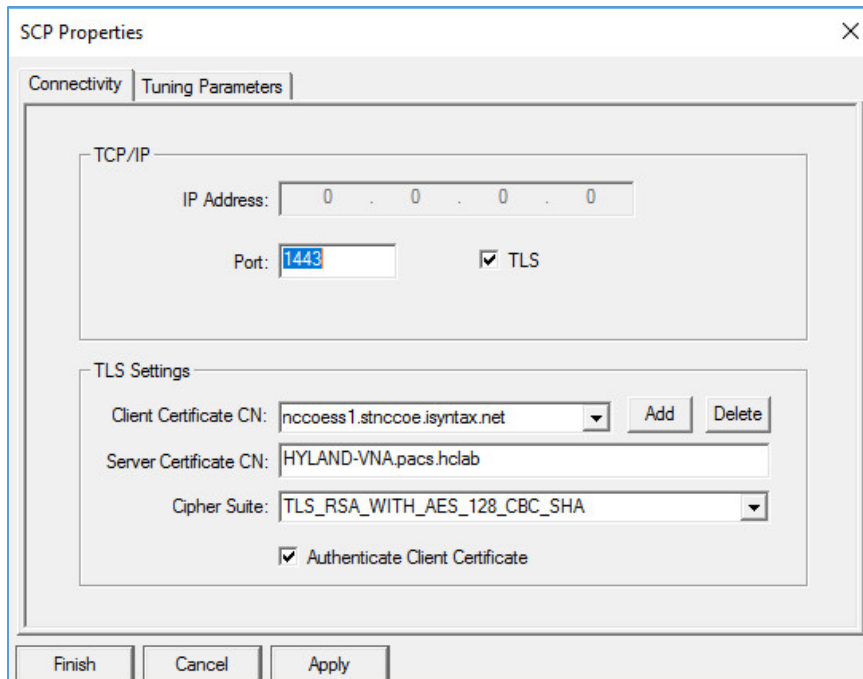 SCP Properties
Connectivity Tuning Parameters
TCP/IP
IP Address: 0 . 0 . 0 . 0
Port: 1443 TLS
TLS Settings
Client Certificate CN: nccoess1.stnccoe.isyntax.net Add Delete
Server Certificate CN: HYLAND-VNA.pacs.hclab
Cipher Suite: TLS_RSA_WITH_AES_128_CBC_SHA
Authenticate Client Certificate
Finish Cancel Apply